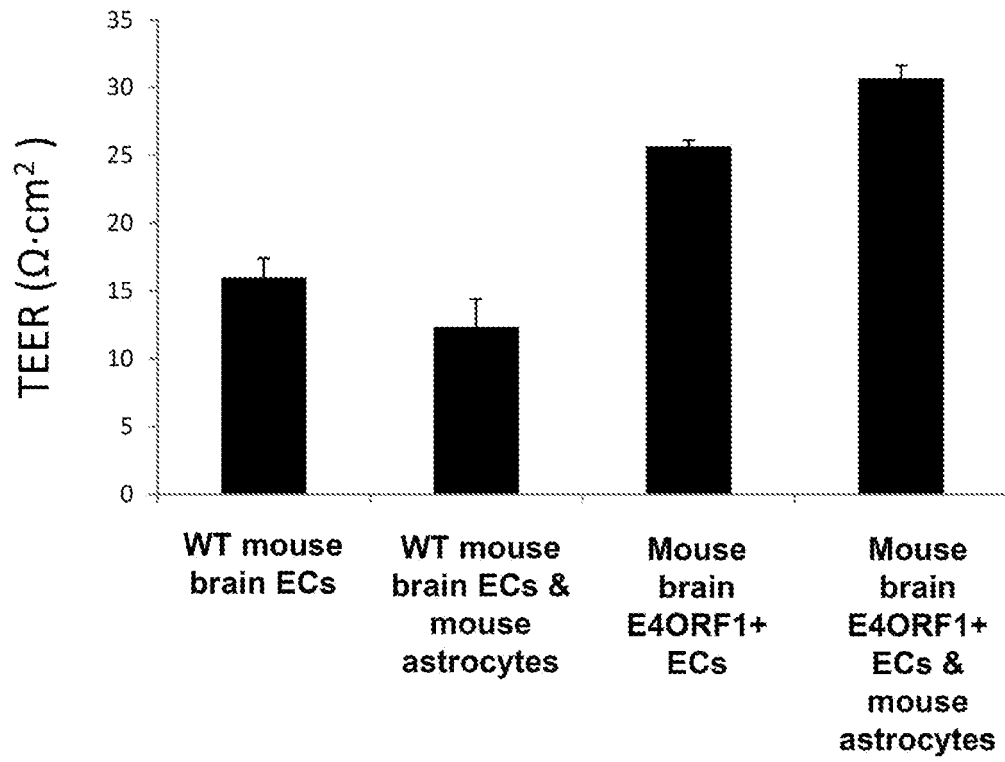 TEER (Ω·cm²)
35
30
25
20
15
10
5
0
WT mouse
brain ECs
WT mouse
brain ECs &
mouse
astrocytes
Mouse
brain
E4ORF1+
ECs
Mouse
brain
E4ORF1+
ECs &
mouse
astrocytes